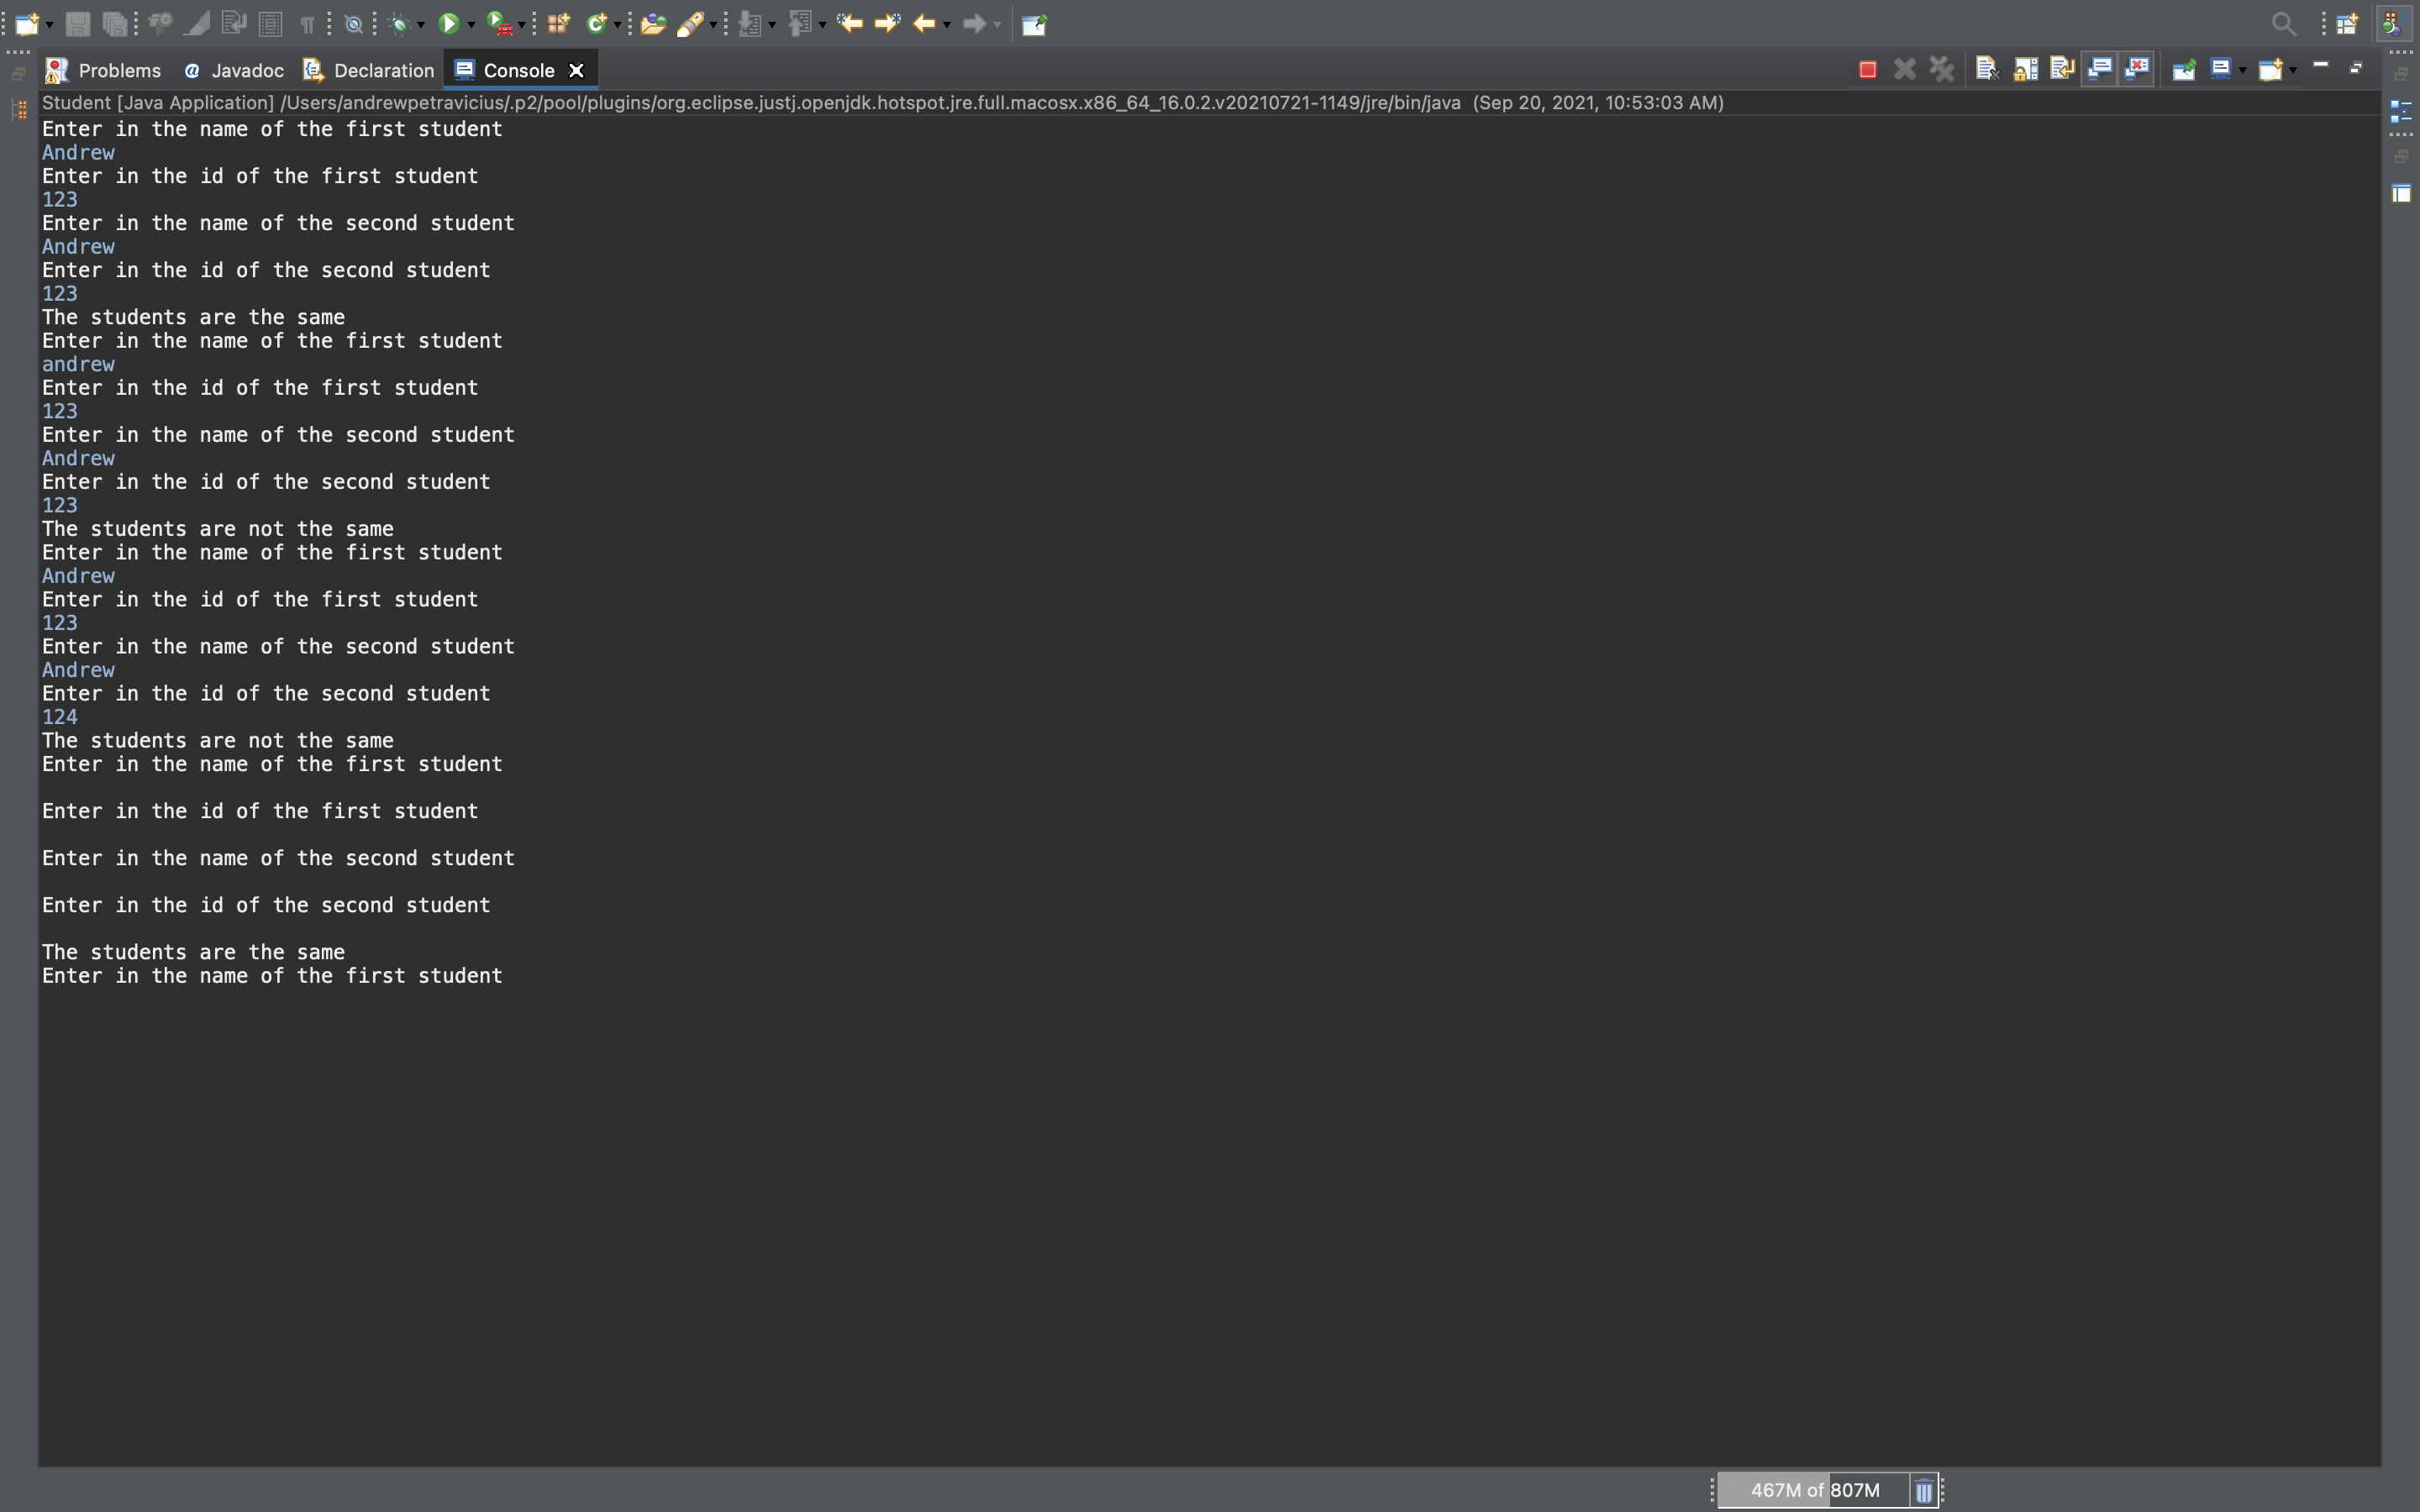 Problems Javadoc Declaration Console
Student [Java Application] /Users/andrewpetravicius/.p2/pool/plugins/org.eclipse.justj.openjdk.hotspot.jre.full.macosx.x86_64_16.0.2.v20210721-1149/jre/bin/java (Sep 20, 2021, 10:53:03 AM)
Enter in the name of the first student
Andrew
Enter in the id of the first student
123
Enter in the name of the second student
Andrew
Enter in the id of the second student
123
The students are the same
Enter in the name of the first student
andrew
Enter in the id of the first student
123
Enter in the name of the second student
Andrew
Enter in the id of the second student
123
The students are not the same
Enter in the name of the first student
Andrew
Enter in the id of the first student
123
Enter in the name of the second student
Andrew
Enter in the id of the second student
124
The students are not the same
Enter in the name of the first student
Enter in the id of the first student
Enter in the name of the second student
Enter in the id of the second student
The students are the same
Enter in the name of the first student
467M of 807M